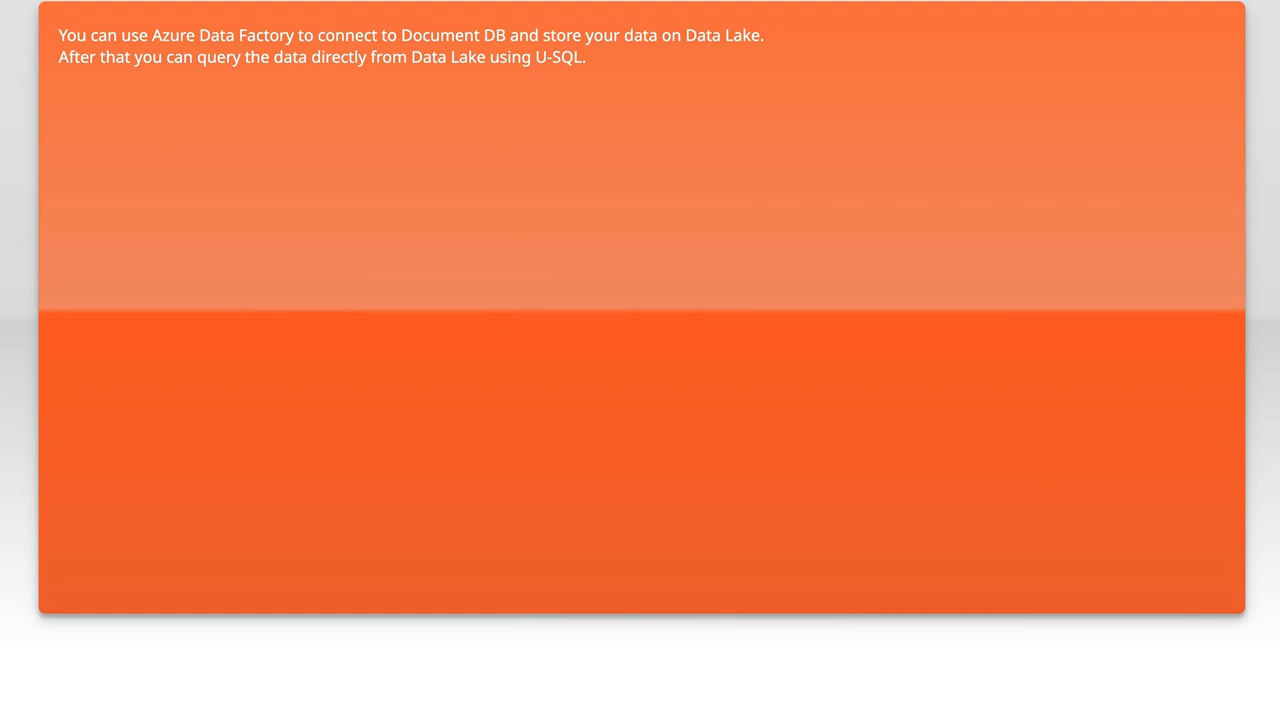 You can use Azure Data Factory to connect to Document DB and store your data on Data Lake.
After that you can query the data directly from Data Lake using U-SQL.